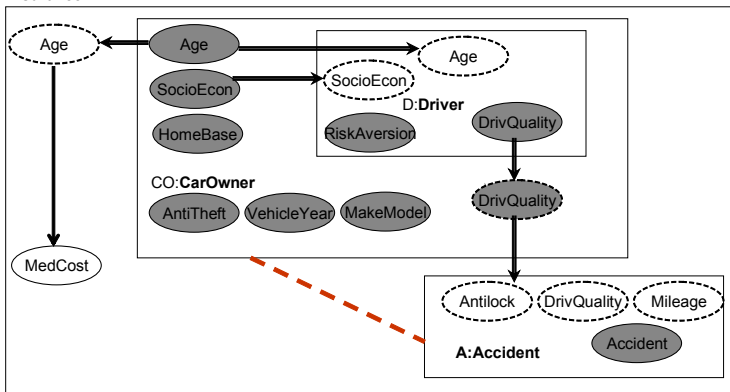 Age
Age
Age
SocioEcon
SocioEcon
D:Driver
HomeBase
RiskAversion
DrivQuality
CO:CarOwner
AntiTheft
VehicleYear
MakeModel
DrivQuality
MedCost
Antilock
DrivQuality
Mileage
Accident
A:Accident